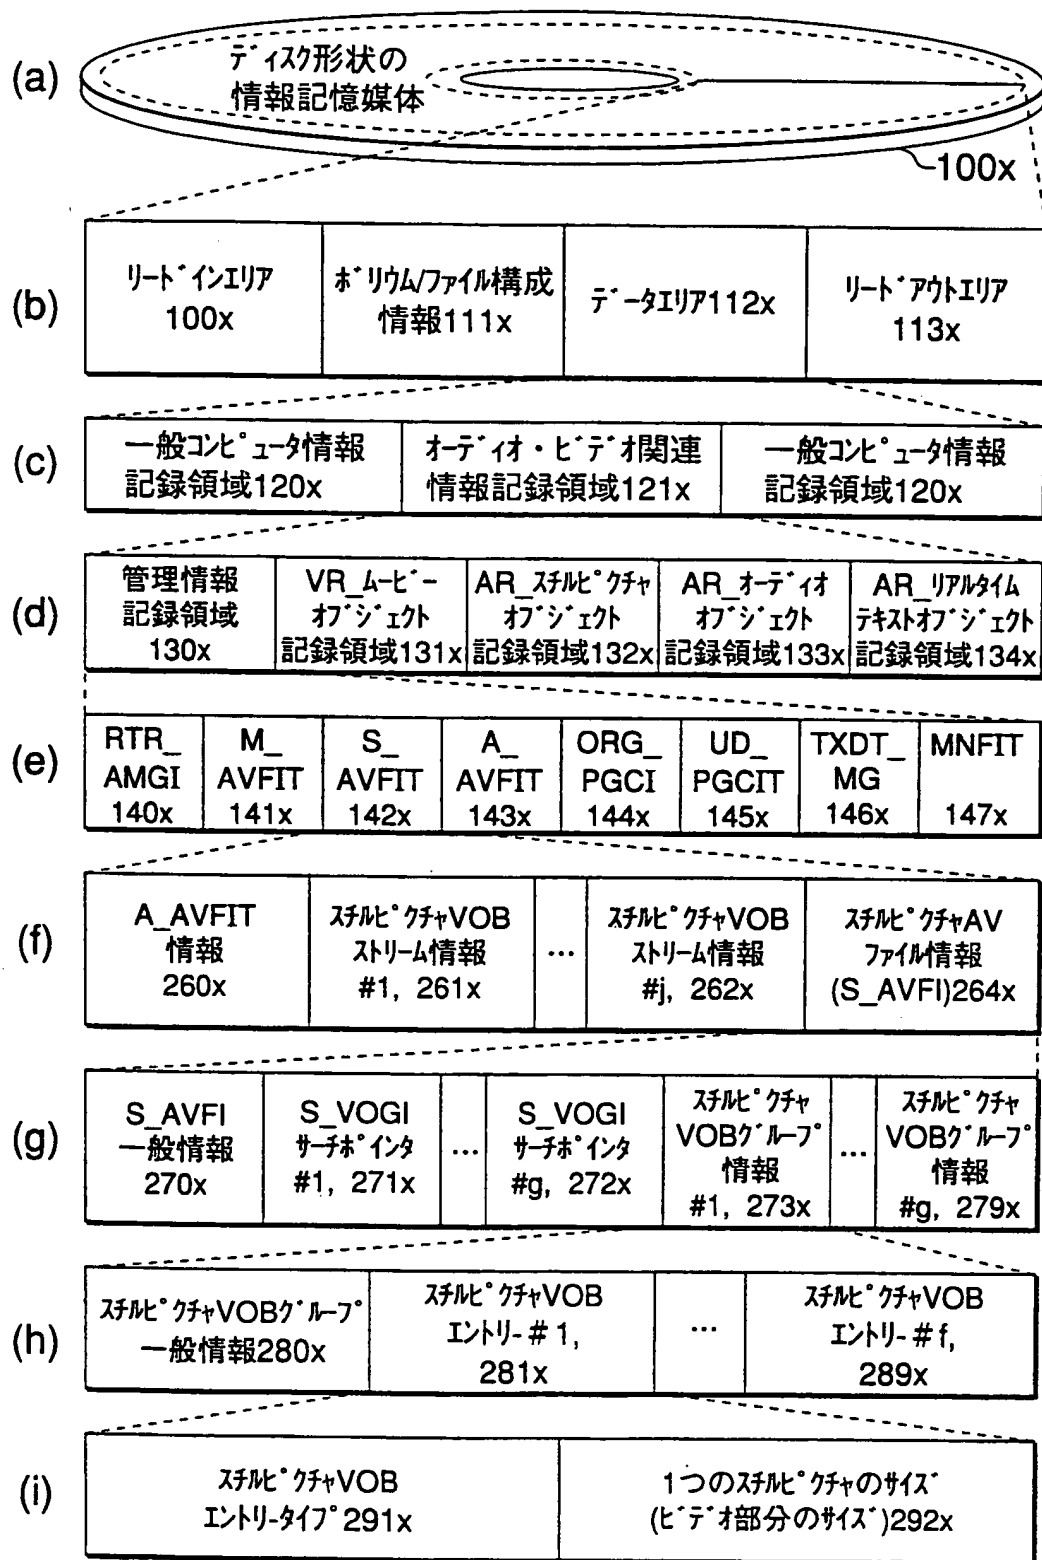 (a)
ディスク形状の
情報記憶媒体
100x
(b)
リードインエリア
100x
ボリウム/ファイル構成
情報111x
データエリア112x
リードアウトエリア
113x
(c)
一般コンピュータ情報
記録領域120x
オーディオ・ビデオ関連
情報記録領域121x
一般コンピュータ情報
記録領域120x
(d)
管理情報
記録領域
130x
VR_ムービー
オブジェクト
記録領域131x
AR_スチルピクチャ
オブジェクト
記録領域132x
AR_オーディオ
オブジェクト
記録領域133x
AR_リアルタイム
テキストオブジェクト
記録領域134x
(e)
RTR_
AMGI
140x
M_
AVFIT
141x
S_
AVFIT
142x
A_
AVFIT
143x
ORG_
PGCI
144x
UD_
PGCIT
145x
TXDT_
MG
146x
MNFIT
147x
(f)
A_AVFIT
情報
260x
スチルピクチャVOB
ストリーム情報
#1, 261x
…
スチルピクチャVOB
ストリーム情報
#j, 262x
スチルピクチャAV
ファイル情報
(S_AVFI)264x
(g)
S_AVFI
一般情報
270x
S_VOGI
サーチポインタ
#1, 271x
…
S_VOGI
サーチポインタ
#g, 272x
スチルピクチャ
VOBグループ
情報
#1, 273x
…
スチルピクチャ
VOBグループ
情報
#g, 279x
(h)
スチルピクチャVOBグループ
一般情報280x
スチルピクチャVOB
エントリー#1,
281x
…
スチルピクチャVOB
エントリー#f,
289x
(i)
スチルピクチャVOB
エントリータイプ291x
1つのスチルピクチャのサイズ
(ビデオ部分のサイズ)292x